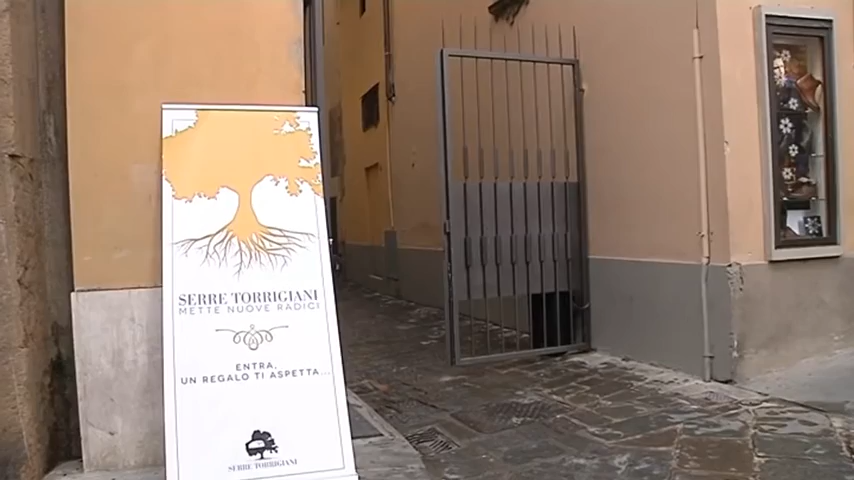 SERRE TORRIGIANI
METTE NUOVE RADICI
ENTRA,
UN REGALO TI ASPETTA...
SERRE TORRIGIANI